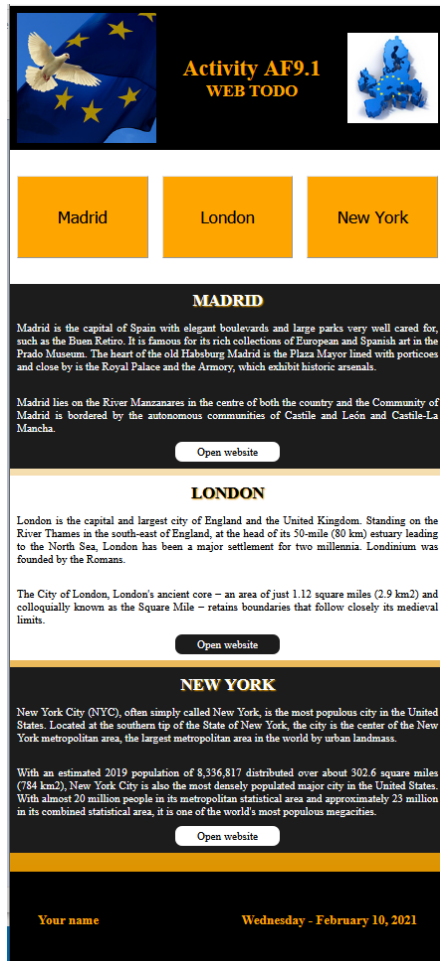 Activity AF9.1
WEB TODO
Madrid
London
New York
MADRID
Madrid is the capital of Spain with elegant boulevards and large parks very well cared for,
such as the Buen Retiro. It is famous for its rich collections of European and Spanish art in the
Prado Museum. The heart of the old Habsburg Madrid is the Plaza Mayor lined with porticoes
and close by is the Royal Palace and the Armory, which exhibit historic arsenals.
Madrid lies on the River Manzanares in the centre of both the country and the Community of
Madrid is bordered by the autonomous communities of Castile and León and Castile-La
Mancha.
Open website
LONDON
London is the capital and largest city of England and the United Kingdom. Standing on the
River Thames in the south-east of England, at the head of its 50-mile (80 km) estuary leading
to the North Sea, London has been a major settlement for two millennia. Londinium was
founded by the Romans.
The City of London, London's ancient core − an area of just 1.12 square miles (2.9 km2) and
colloquially known as the Square Mile − retains boundaries that follow closely its medieval
limits.
Open website
NEW YORK
New York City (NYC), often simply called New York, is the most populous city in the United
States. Located at the southern tip of the State of New York, the city is the center of the New
York metropolitan area, the largest metropolitan area in the world by urban landmass.
With an estimated 2019 population of 8,336,817 distributed over about 302.6 square miles
(784 km2), New York City is also the most densely populated major city in the United States.
With almost 20 million people in its metropolitan statistical area and approximately 23 million
in its combined statistical area, it is one of the world's most populous megacities.
Open website
Your name
Wednesday - February 10, 2021